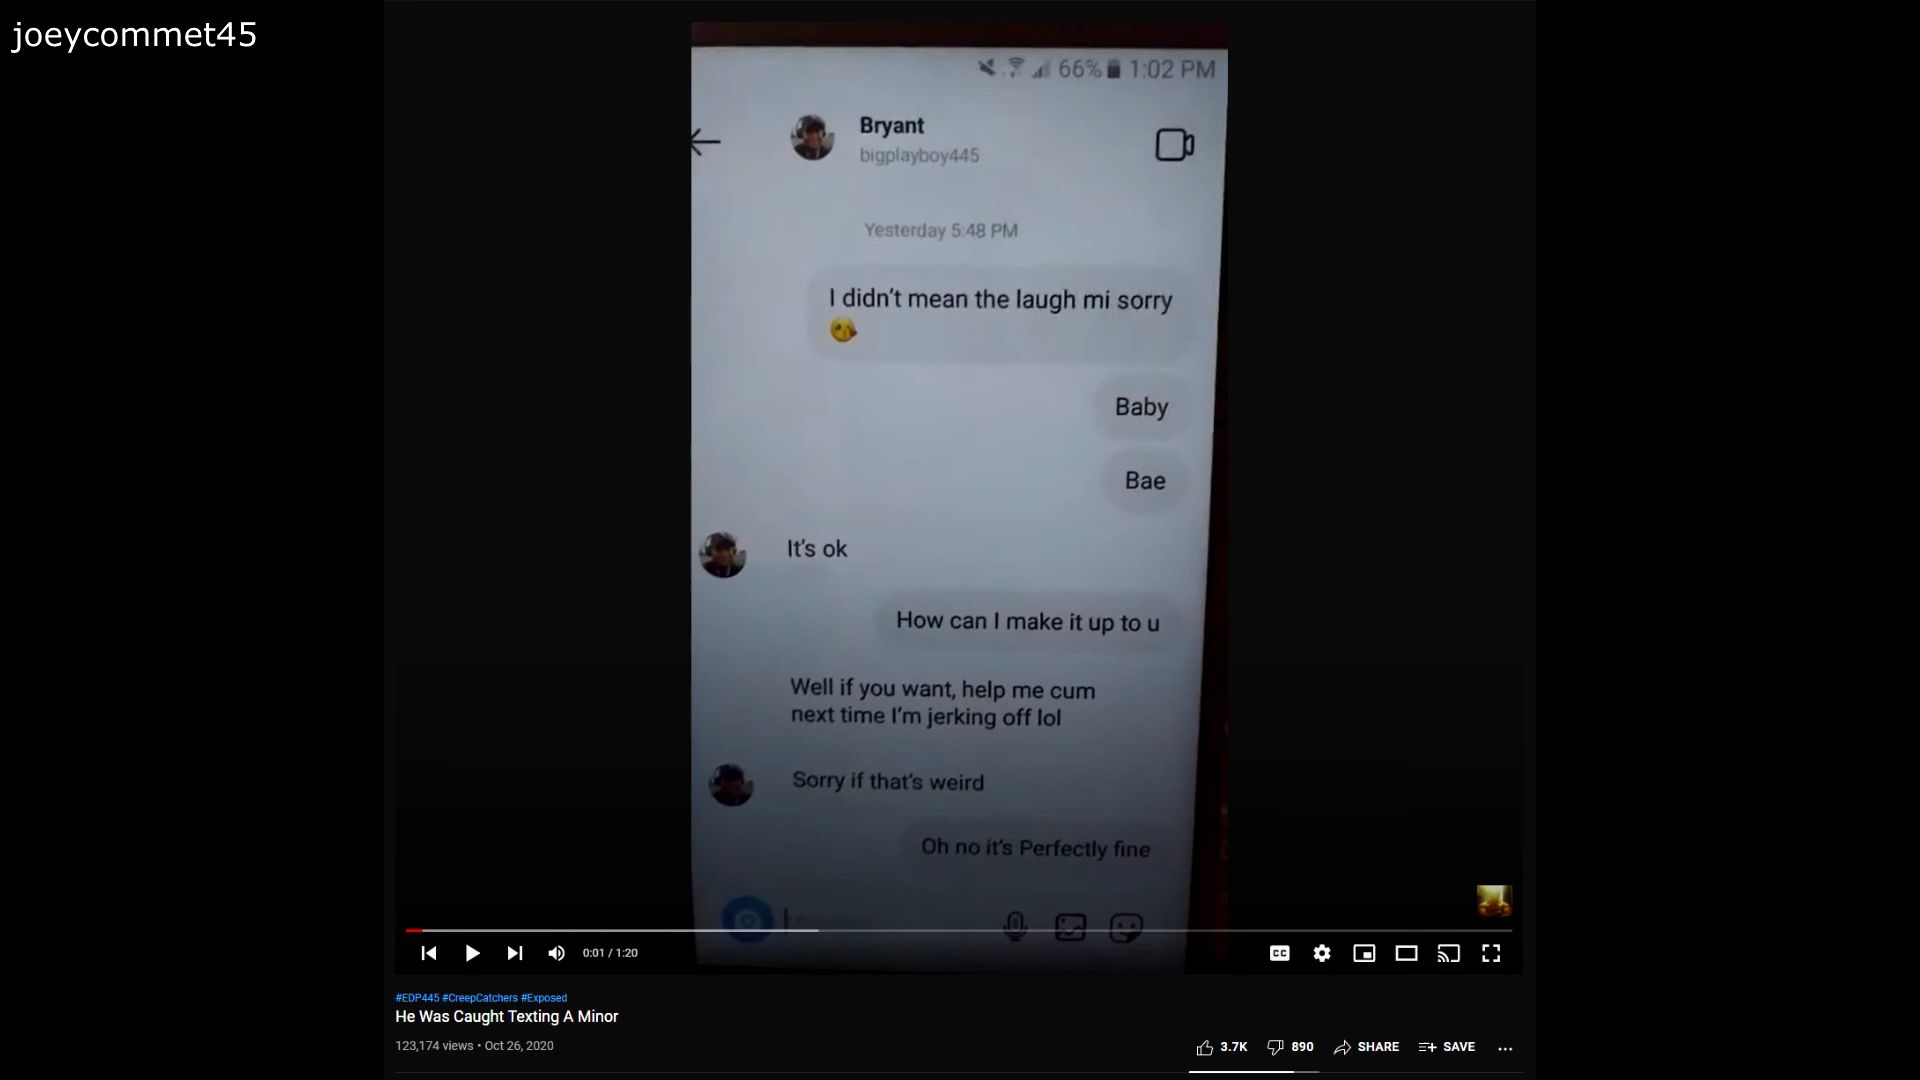 joeycommet45
66% 1:02 PM
Bryant
bigplayboy445
Yesterday 5:48 PM
I didn't mean the laugh mi sorry
😘
Baby
Bae
It's ok
How can I make it up to u
Well if you want, help me cum
next time I'm jerking off lol
Sorry if that's weird
Oh no it's Perfectly fine
CC
0:01 / 1:20
#EDP445 #CreepCatchers #Exposed
He Was Caught Texting A Minor
123,174 views • Oct 26, 2020
3.7K 890 SHARE SAVE ...